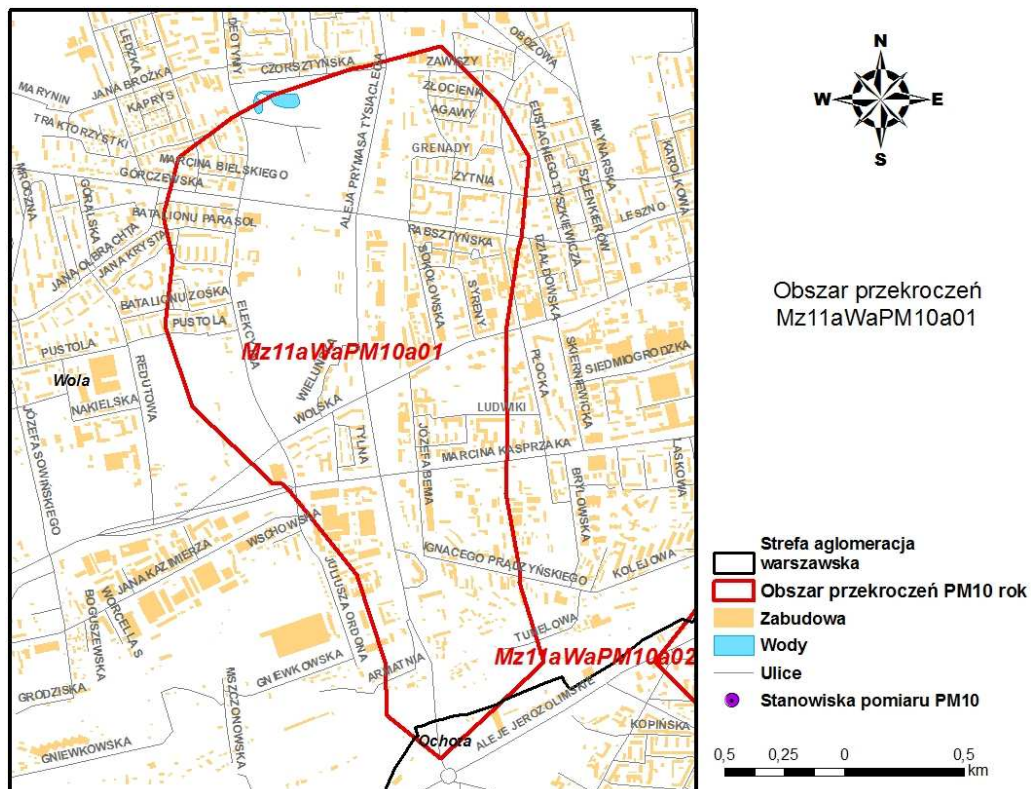 LĘDZKA
DEOTYMY
OBOZOWA
CZORSZTYŃSKA
ZAWISZY
JANA BROŻKA
MARYNIN
KAPRYS
ZŁOCIENIA
AGAWY
TRAKTORZYSTKI
ALEJA PRYMASA TYSIĄCLECIA
EUSTACHEGO TYSZKIEWICZA
MŁYNARSKA
KAROLKOWA
GRENADY
MARCINA BIELSKIEGO
GÓRCZEWSKA
ŻYTNIA
SZLENKIERÓW
LESZNO
MROCZNA
GÓRALSKA
BATALIONU PARASOL
RABSZTYŃSKA
JANA OLBRACHTA
JANA KRYSTA
SOKOŁOWSKA
SYRENY
DZIAŁDOWSKA
BATALIONU ZOŚKA
PUSTOLA
ELEKCYJNA
PUSTOLA
Mz11aWaPM10a01
WIELUŃSKA
PŁOCKA
SKIERNIEWICKA
SIEDMIOGRODZKA
Wola
REDUTOWA
NAKIELSKA
WOLSKA
LUDWIKI
JÓZEFA SOWIŃSKIEGO
TYLNA
JÓZEFA BEMA
MARCINA KASPRZAKA
LASKOWA
BRYLOWSKA
WSCHOWSKA
IGNACEGO PRĄDZYŃSKIEGO
KOLEJOWA
JANA KAZIMIERZA
JULIUSZA ORDONA
BOGUSZEWSKA
WORCELLA S
TUNELOWA
Mz11aWaPM10a02
GNIEWKOWSKA
ARMATNIA
GRODZISKA
MSZCZONOWSKA
ALEJE JEROZOLIMSKIE
KOPIŃSKA
Ochota
GNIEWKOWSKA
N
W E
S
Obszar przekroczeń
Mz11aWaPM10a01
Strefa aglomeracja
warszawska
Obszar przekroczeń PM10 rok
Zabudowa
Wody
Ulice
Stanowiska pomiaru PM10
0,5 0,25 0 0,5
km